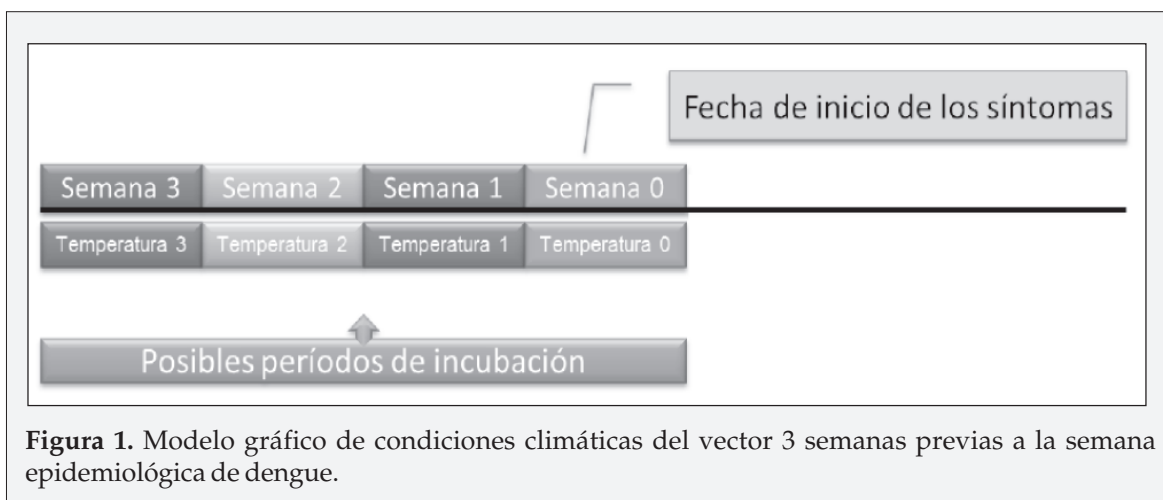 Fecha de inicio de los síntomas
Semana 3 Semana 2 Semana 1 Semana 0
Temperatura 3 Temperatura 2 Temperatura 1 Temperatura 0
Posibles períodos de incubación
Figura 1. Modelo gráfico de condiciones climáticas del vector 3 semanas previas a la semana
epidemiológica de dengue.